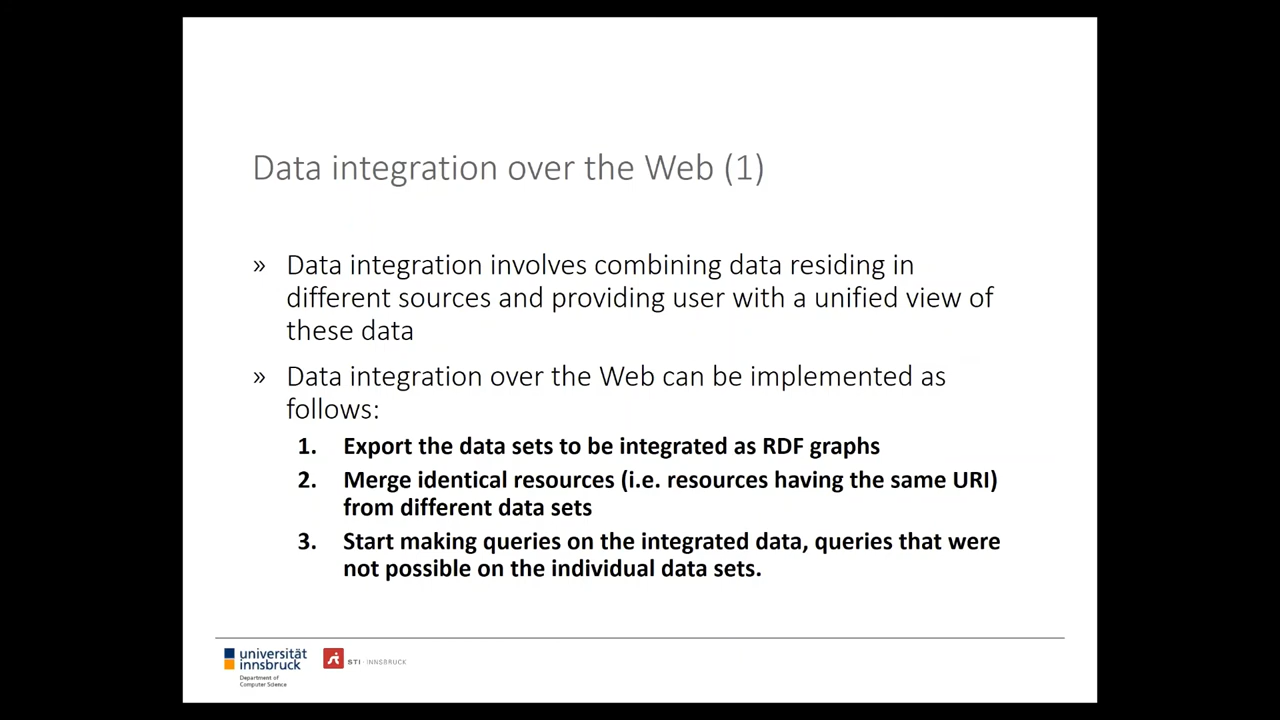 Data integration over the Web (1)
» Data integration involves combining data residing in
different sources and providing user with a unified view of
these data
» Data integration over the Web can be implemented as
follows:
1. Export the data sets to be integrated as RDF graphs
2. Merge identical resources (i.e. resources having the same URI)
from different data sets
3. Start making queries on the integrated data, queries that were
not possible on the individual data sets.
universität
innsbruck
Department of
Computer Science
STI · INNSBRUCK